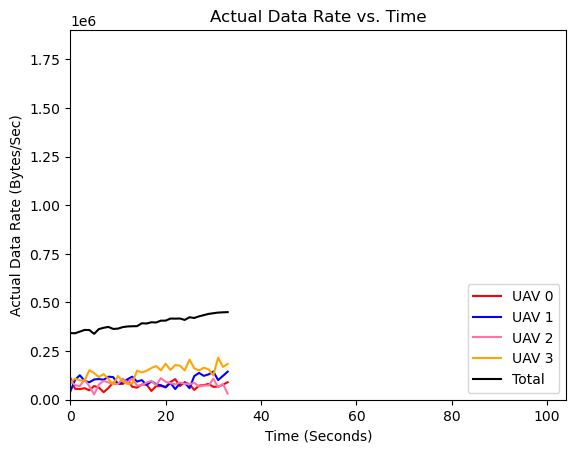 Actual Data Rate vs. Time
1e6
Actual Data Rate (Bytes/Sec)
1.75
1.50
1.25
1.00
0.75
0.50
0.25
0.00
0 20 40 60 80 100
Time (Seconds)
UAV 0
UAV 1
UAV 2
UAV 3
Total